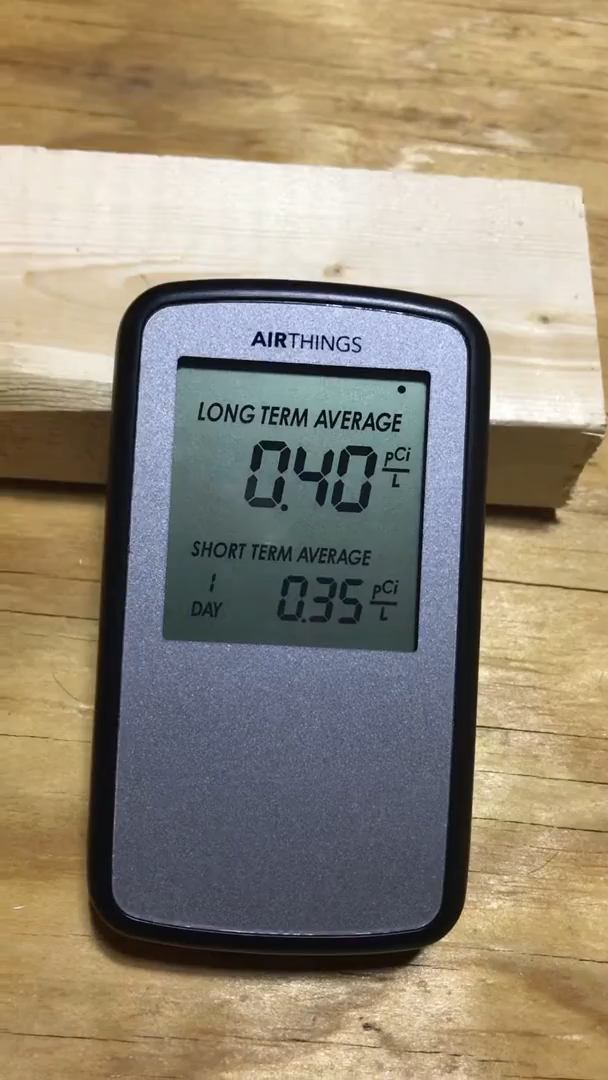 AIRTHINGS
LONG TERM AVERAGE
0.40 pCi/L
SHORT TERM AVERAGE
1 DAY 0.35 pCi/L